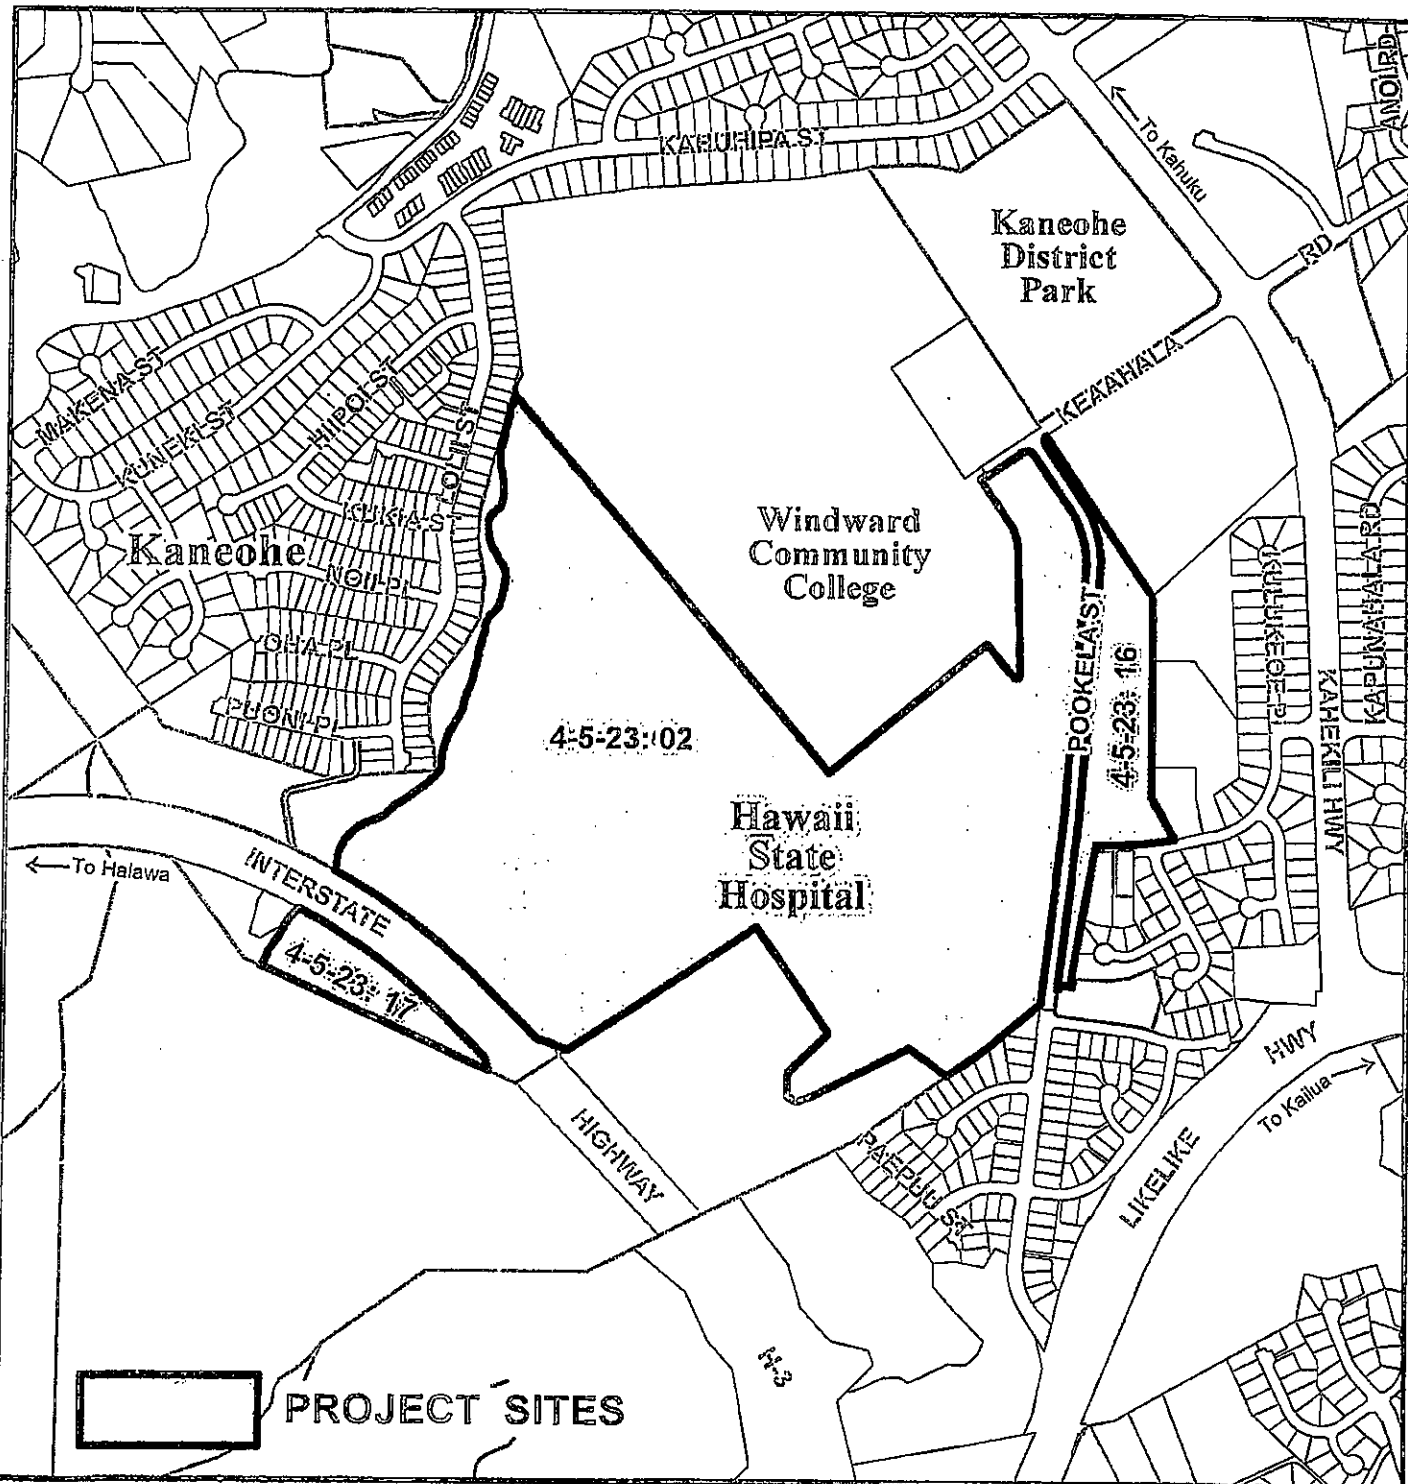 KAHUHIPA ST
ANOI RD
To Kahuku
Kaneohe
District
Park
RD
KEAAHALA
MAKENA ST
KUNEKI ST
HIIPOI ST
LOLII ST
KUKIA ST
Kaneohe
NOII PL
OHA PL
PUONI PL
Windward
Community
College
POOKELA ST
4-5-23: 16
KAPUNAHALA RD
KAHEKILI HWY
4-5-23: 02
Hawaii
State
Hospital
To Halawa
INTERSTATE
4-5-23: 17
HIGHWAY
H-3
PAEPUU ST
LIKELIKE
HWY
To Kailua
PROJECT SITES